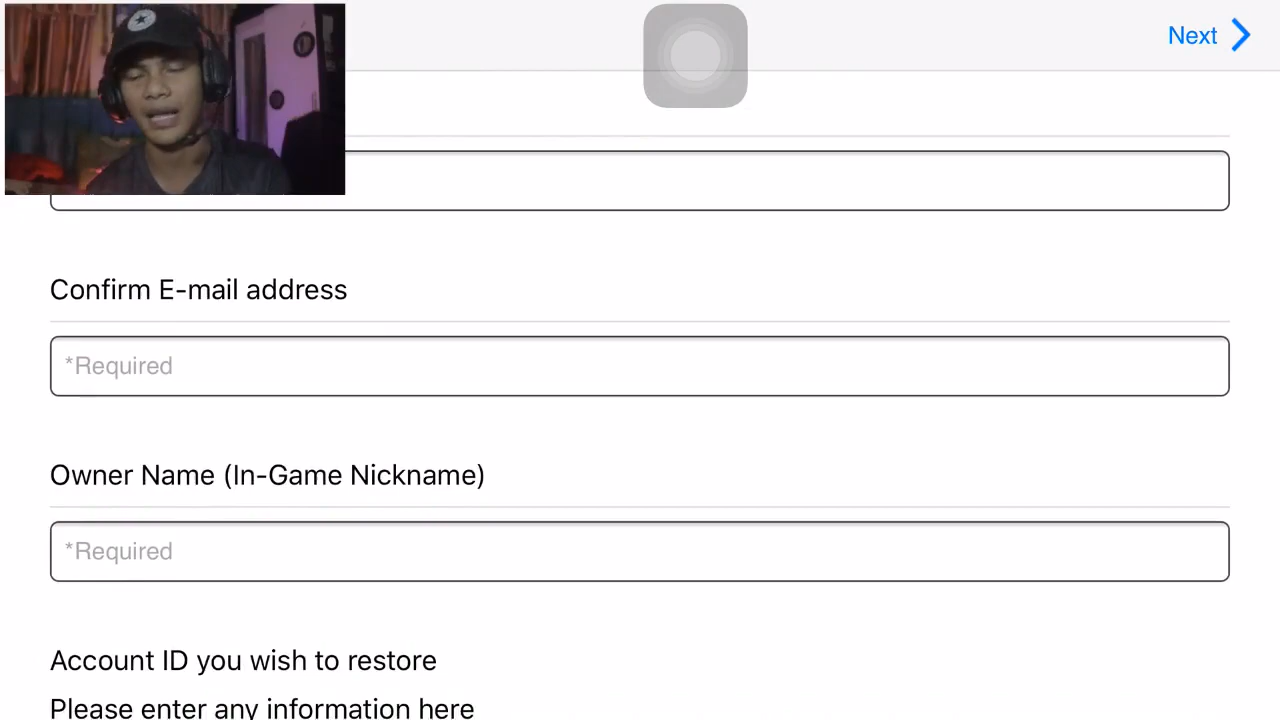 Next
Confirm E-mail address
*Required
Owner Name (In-Game Nickname)
*Required
Account ID you wish to restore
Please enter any information here